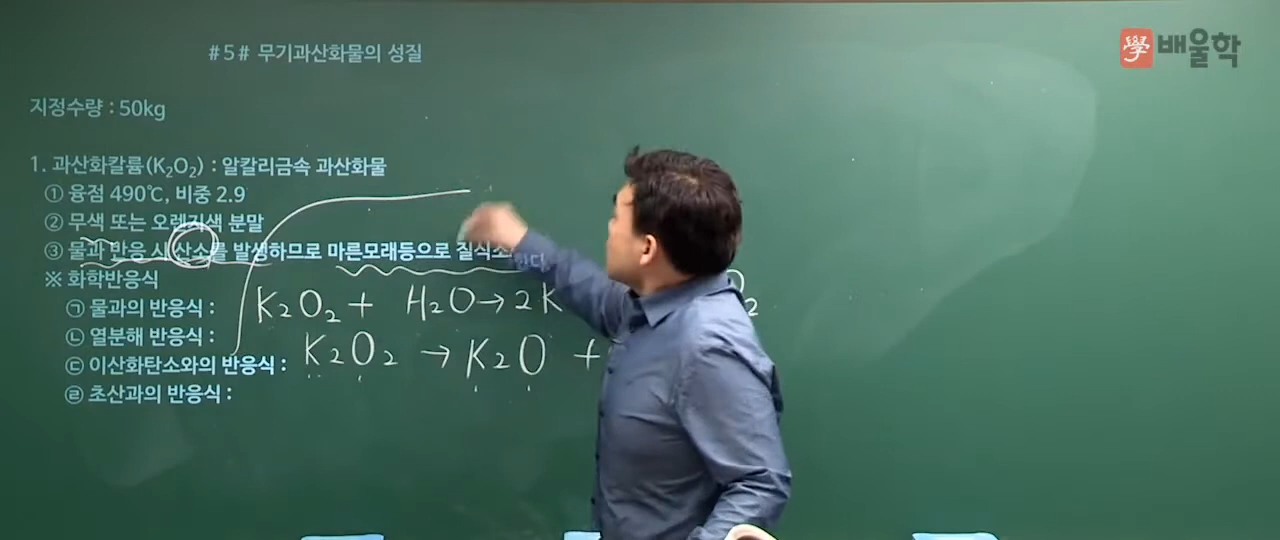 #5# 무기과산화물의 성질
學 배울학
지정수량 : 50kg
1. 과산화칼륨(K₂O₂) : 알칼리금속 과산화물
① 융점 490℃, 비중 2.9
② 무색 또는 오렌지색 분말
③ 물과 반응 시 산소를 발생하므로 마른모래등으로 질식소 한다
※ 화학반응식
㉠ 물과의 반응식 : K₂O₂ + H₂O → 2K
㉡ 열분해 반응식 : K₂O₂ → K₂O +
㉢ 이산화탄소와의 반응식 :
㉣ 초산과의 반응식 :